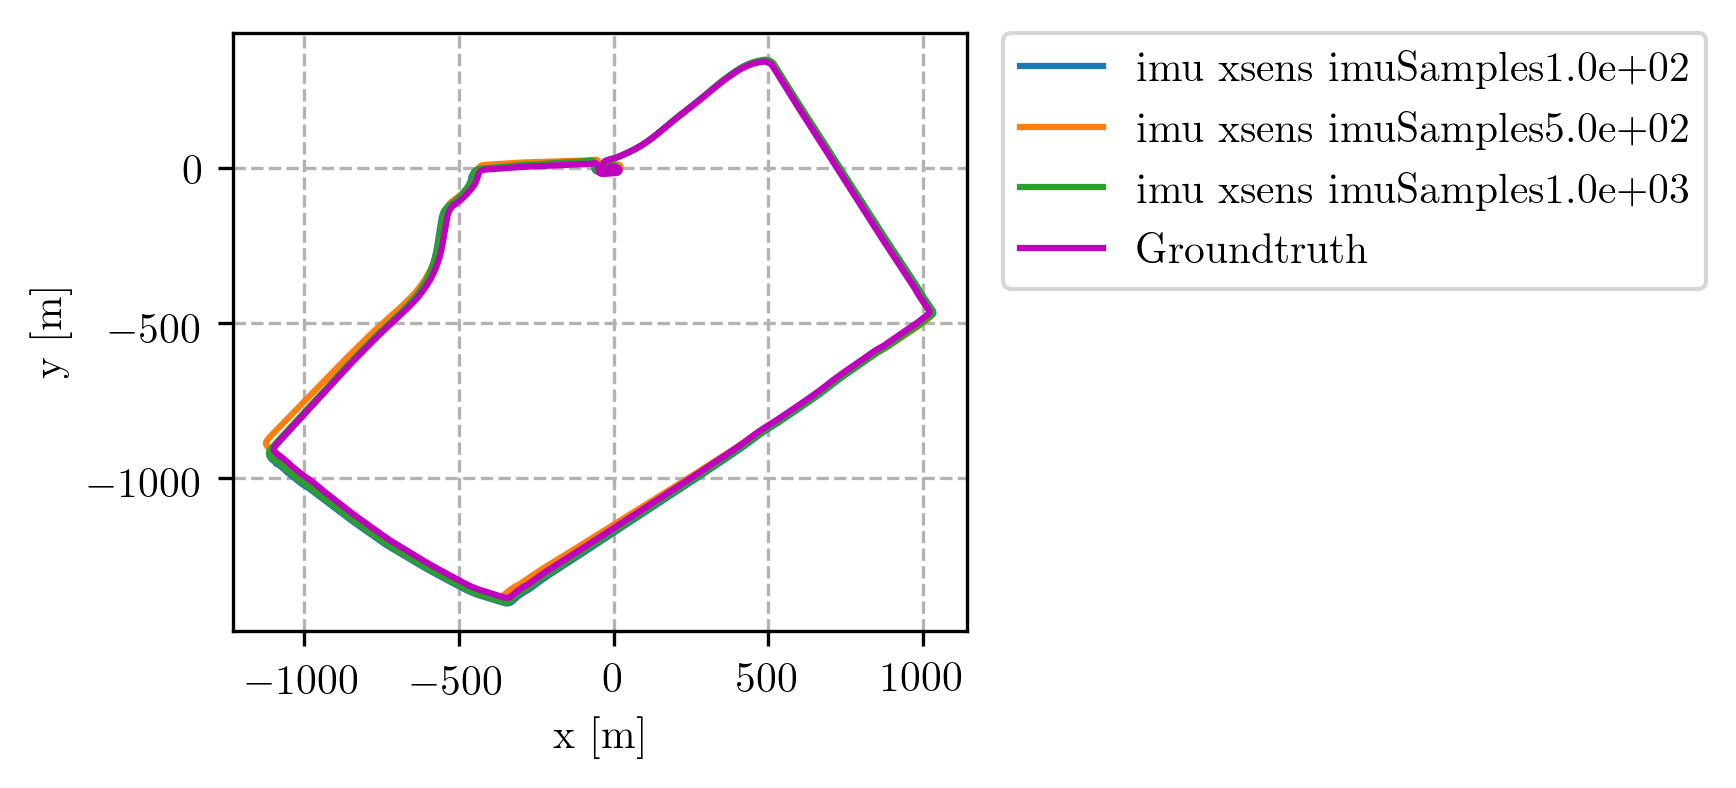 imu xsens imuSamples1.0e+02
imu xsens imuSamples5.0e+02
imu xsens imuSamples1.0e+03
Groundtruth
y [m]
0
−500
−1000
−1000 −500 0 500 1000
x [m]